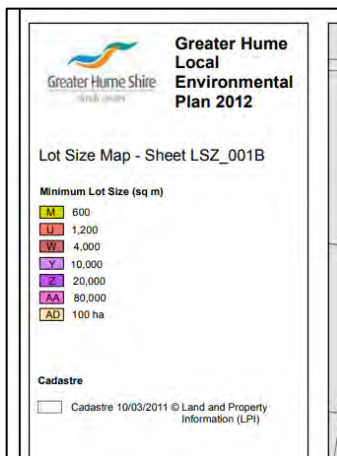 Greater Hume
Local
Environmental
Plan 2012
Greater Hume Shire
Lot Size Map - Sheet LSZ_001B
Minimum Lot Size (sq m)
M 600
U 1,200
W 4,000
Y 10,000
Z 20,000
AA 80,000
AD 100 ha
Cadastre
Cadastre 10/03/2011 © Land and Property
Information (LPI)